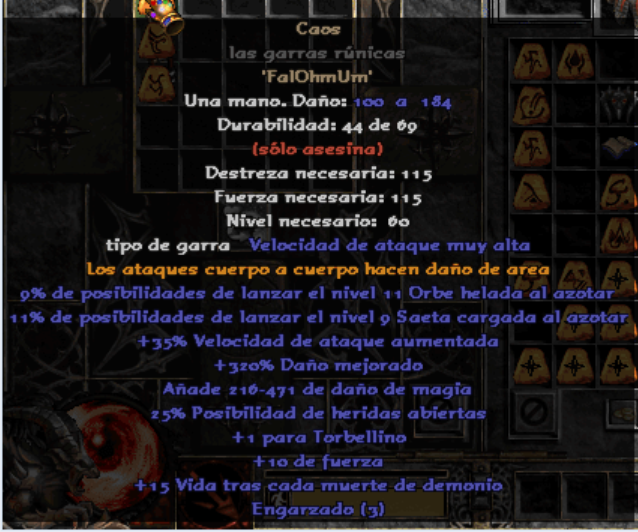 Caos
las garras rúnicas
'FalOhmUm'
Una mano. Daño: 100 a 184
Durabilidad: 44 de 69
(sólo asesina)
Destreza necesaria: 115
Fuerza necesaria: 115
Nivel necesario: 60
tipo de garra Velocidad de ataque muy alta
Los ataques cuerpo a cuerpo hacen daño de area
9% de posibilidades de lanzar el nivel 11 Orbe helada al azotar
11% de posibilidades de lanzar el nivel 9 Saeta cargada al azotar
+35% Velocidad de ataque aumentada
+320% Daño mejorado
Añade 216-471 de daño de magia
25% Posibilidad de heridas abiertas
+1 para Torbellino
+10 de fuerza
+15 Vida tras cada muerte de demonio
Engarzado (3)